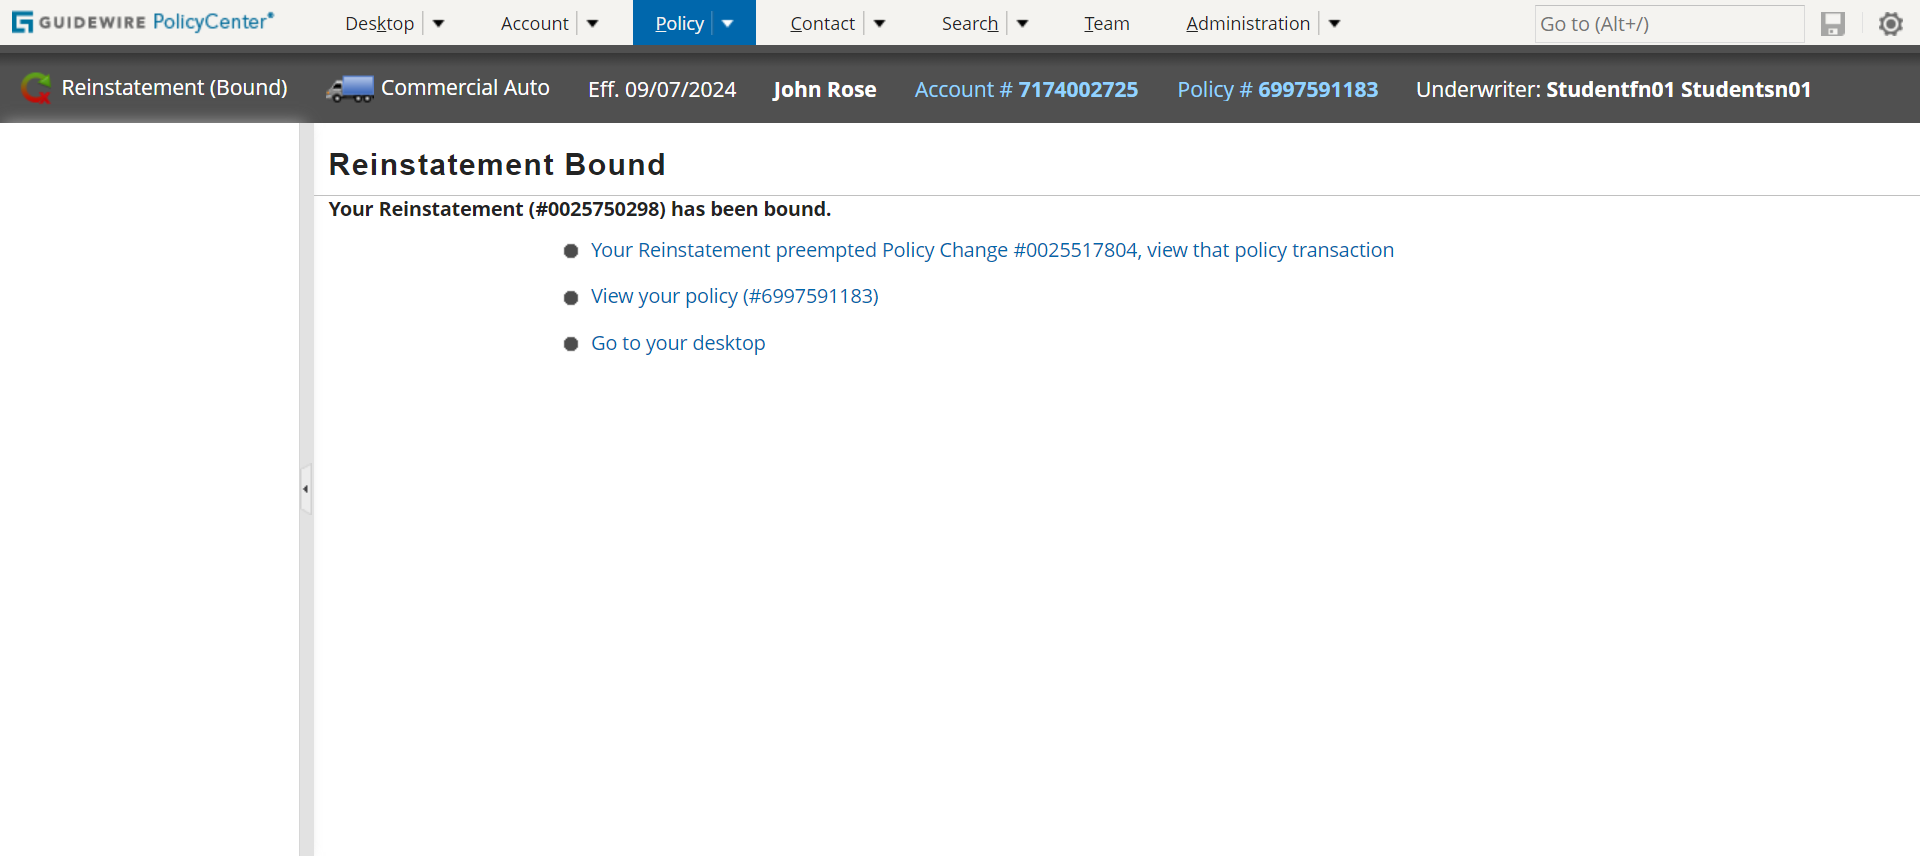 GUIDEWIRE PolicyCenter® Desktop Account Policy Contact Search Team Administration Go to (Alt+/)
Reinstatement (Bound) Commercial Auto Eff. 09/07/2024 John Rose Account # 7174002725 Policy # 6997591183 Underwriter: Studentfn01 Studentsn01
Reinstatement Bound
Your Reinstatement (#0025750298) has been bound.
Your Reinstatement preempted Policy Change #0025517804, view that policy transaction
View your policy (#6997591183)
Go to your desktop